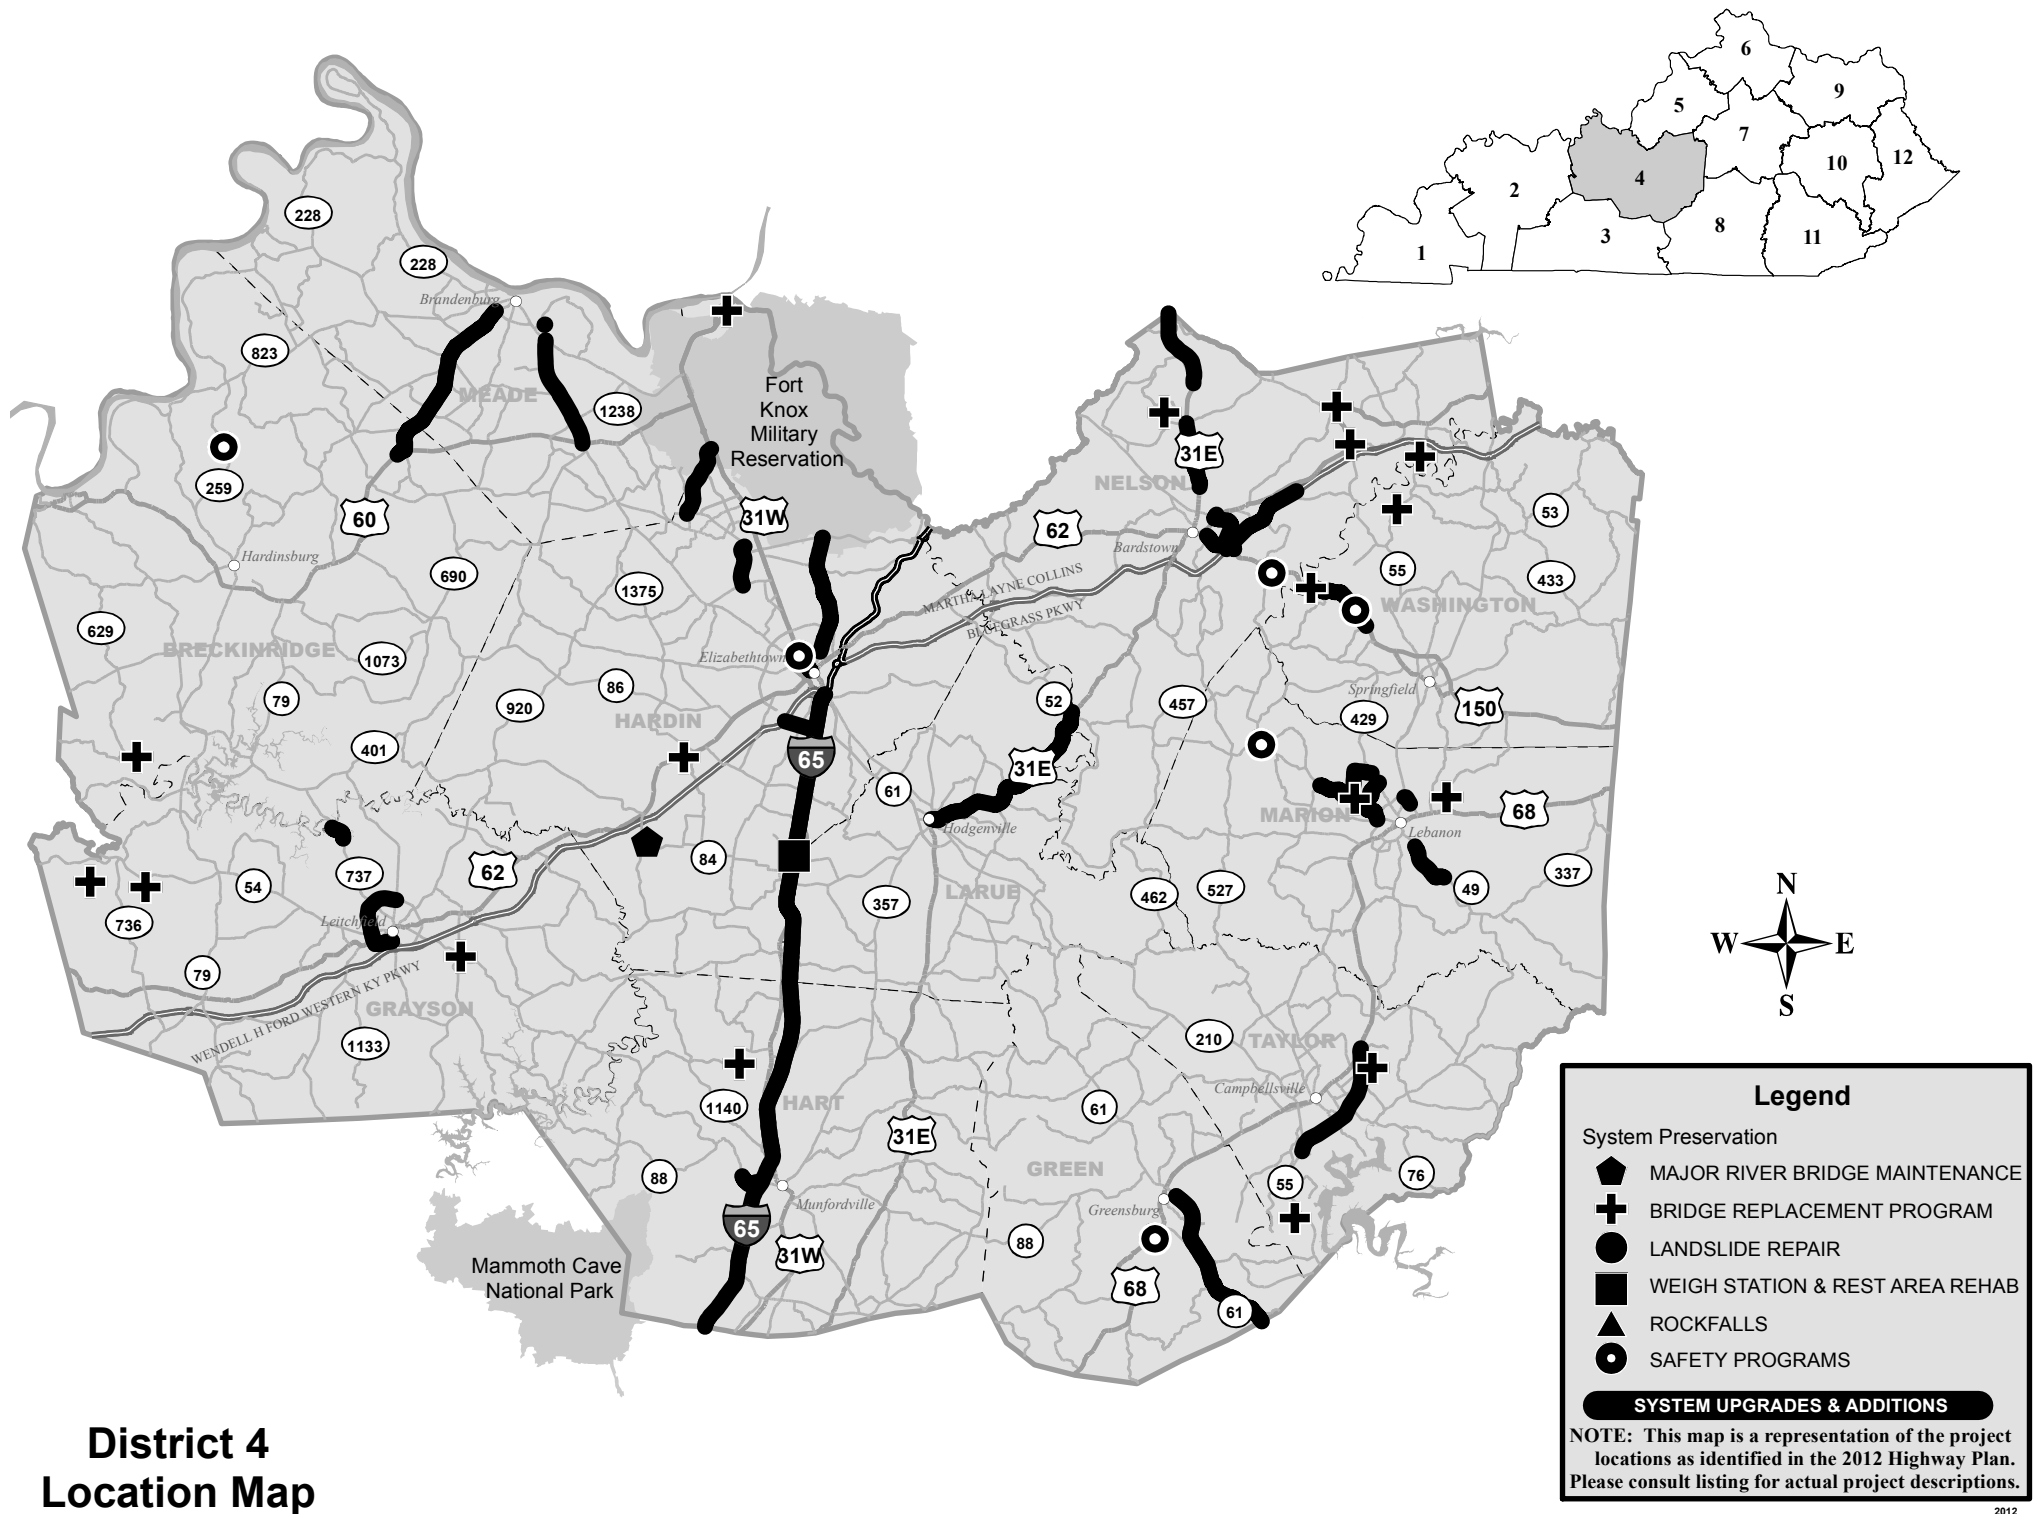 6
9
5
7
12
10
4
2
8
3
11
1
228
228
Brandenburg
823
MEADE
1238
Fort
Knox
Military
Reservation
259
31E
NELSON
60
31W
62
53
Hardinsburg
Bardstown
690
1375
55
433
MARTHA LAYNE COLLINS
BLUEGRASS PKWY
WASHINGTON
629
BRECKINRIDGE
1073
Elizabethtown
86
79
920
52
457
Springfield
HARDIN
429
150
401
65
31E
61
MARION
68
Hodgenville
Lebanon
84
62
737
54
337
357
LARUE
462
527
49
N
736
Leitchfield
W
E
79
WENDELL H FORD WESTERN KY PKWY
GRAYSON
S
1133
210
TAYLOR
Campbellsville
1140
HART
61
31E
GREEN
88
55
76
Munfordville
Greensburg
65
88
31W
Mammoth Cave
National Park
68
61
Legend
System Preservation
MAJOR RIVER BRIDGE MAINTENANCE
BRIDGE REPLACEMENT PROGRAM
LANDSLIDE REPAIR
WEIGH STATION & REST AREA REHAB
ROCKFALLS
SAFETY PROGRAMS
SYSTEM UPGRADES & ADDITIONS
NOTE: This map is a representation of the project
locations as identified in the 2012 Highway Plan.
Please consult listing for actual project descriptions.
2012
District 4
Location Map